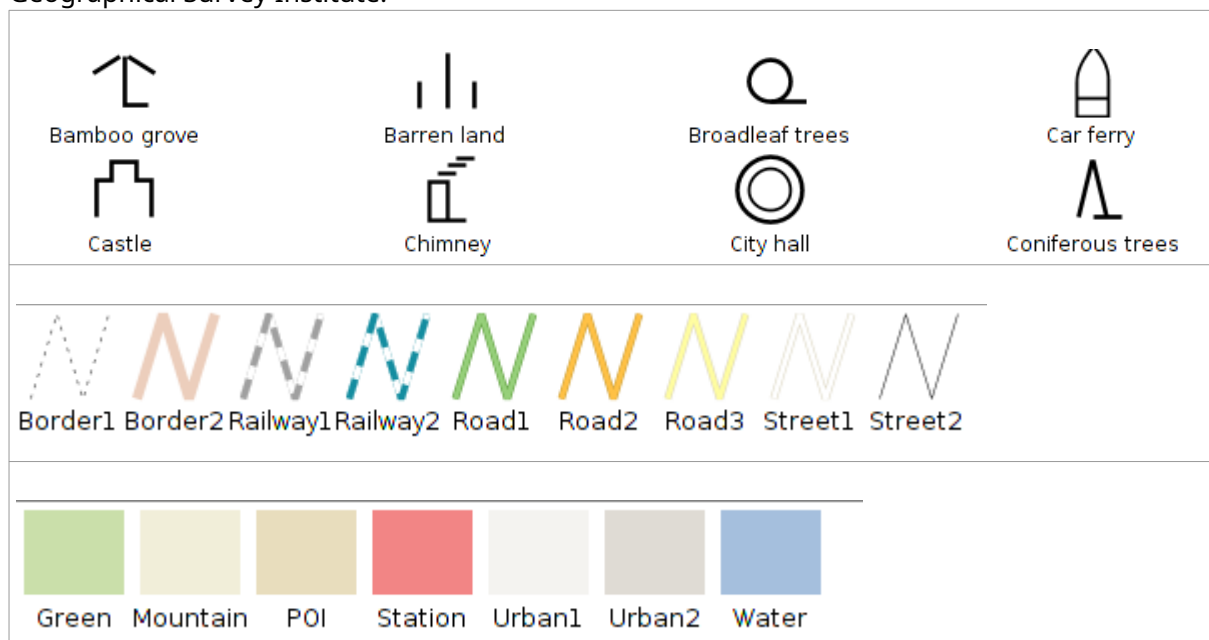 Geographical Survey Institute.
Bamboo grove Barren land Broadleaf trees Car ferry
Castle Chimney City hall Coniferous trees
Border1 Border2 Railway1 Railway2 Road1 Road2 Road3 Street1 Street2
Green Mountain POI Station Urban1 Urban2 Water